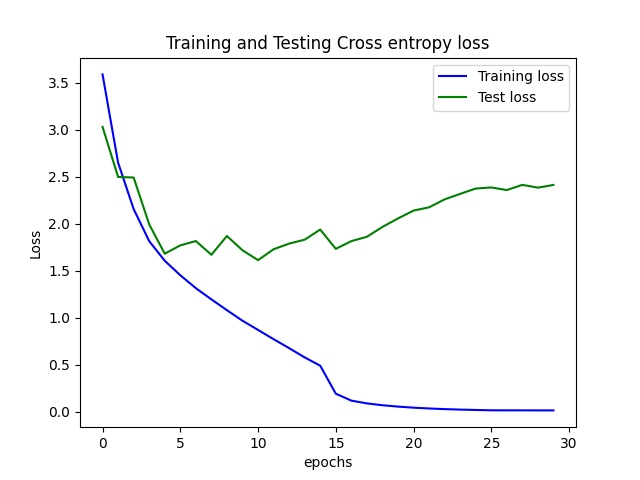 Training and Testing Cross entropy loss
Training loss
Test loss
3.5
3.0
2.5
2.0
1.5
1.0
0.5
0.0
Loss
0 5 10 15 20 25 30
epochs